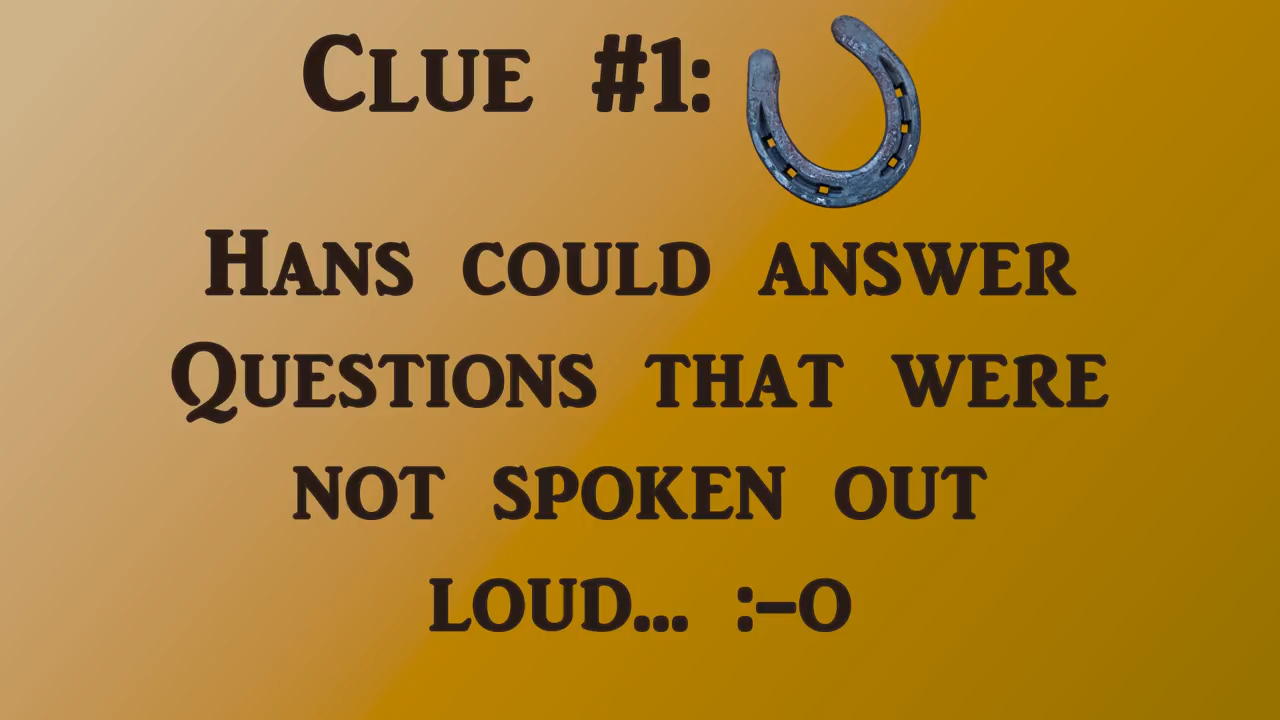 Clue #1:
Hans could answer
Questions that were
not spoken out
loud... :-o